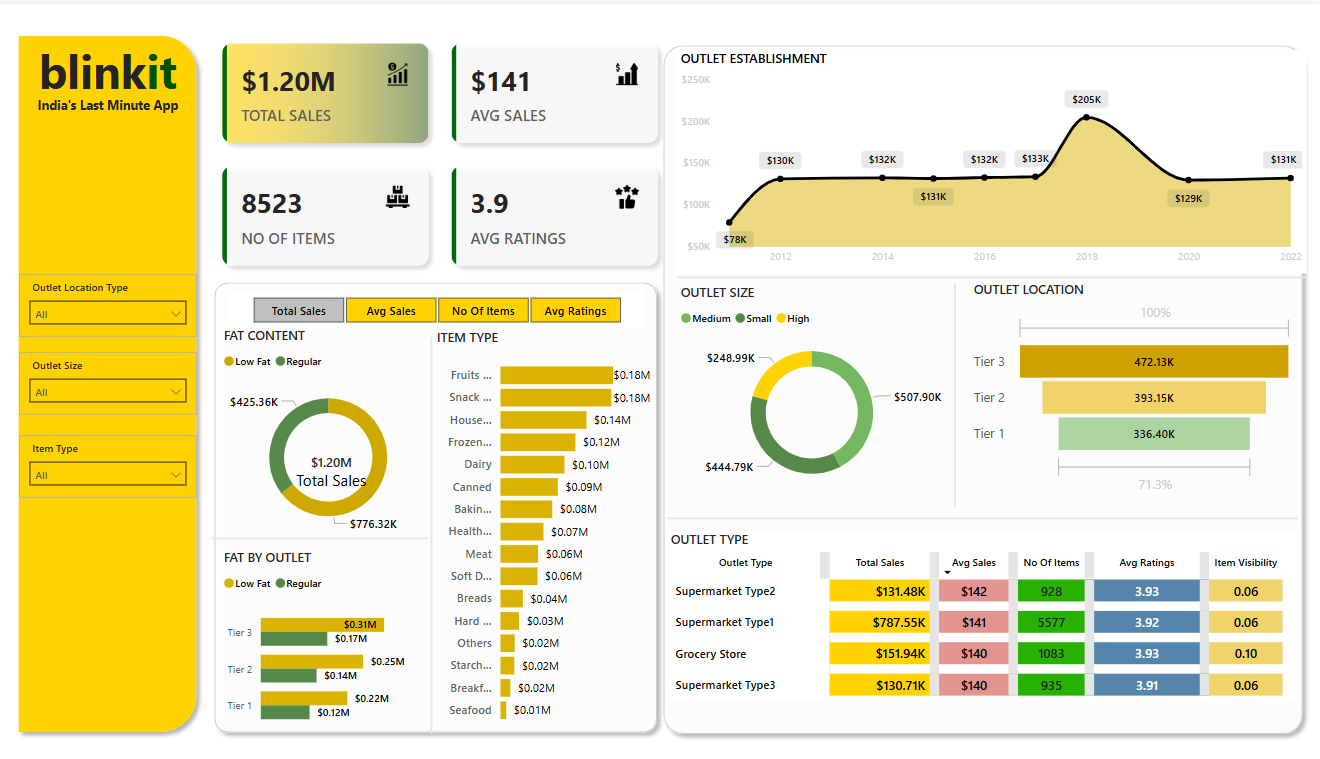 blinkit
India's Last Minute App
Outlet Location Type
All
Outlet Size
All
Item Type
All
$1.20M
TOTAL SALES
$141
AVG SALES
8523
NO OF ITEMS
3.9
AVG RATINGS
Total Sales Avg Sales No Of Items Avg Ratings
FAT CONTENT
Low Fat Regular
$425.36K
$1.20M
Total Sales
$776.32K
FAT BY OUTLET
Low Fat Regular
Tier 3 $0.31M
$0.17M
Tier 2 $0.25M
$0.14M
Tier 1 $0.22M
$0.12M
ITEM TYPE
Fruits ... $0.18M
Snack ... $0.18M
House... $0.14M
Frozen... $0.12M
Dairy $0.10M
Canned $0.09M
Bakin... $0.08M
Health... $0.07M
Meat $0.06M
Soft D... $0.06M
Breads $0.04M
Hard ... $0.03M
Others $0.02M
Starch... $0.02M
Breakf... $0.02M
Seafood $0.01M
OUTLET ESTABLISHMENT
$250K
$200K
$150K
$100K
$50K
$78K
$130K
$132K
$131K
$132K
$133K
$205K
$129K
$131K
2012 2014 2016 2018 2020 2022
OUTLET SIZE
Medium Small High
$248.99K
$507.90K
$444.79K
OUTLET LOCATION
100%
Tier 3 472.13K
Tier 2 393.15K
Tier 1 336.40K
71.3%
OUTLET TYPE
Outlet Type Total Sales Avg Sales No Of Items Avg Ratings Item Visibility
Supermarket Type2 $131.48K $142 928 3.93 0.06
Supermarket Type1 $787.55K $141 5577 3.92 0.06
Grocery Store $151.94K $140 1083 3.93 0.10
Supermarket Type3 $130.71K $140 935 3.91 0.06